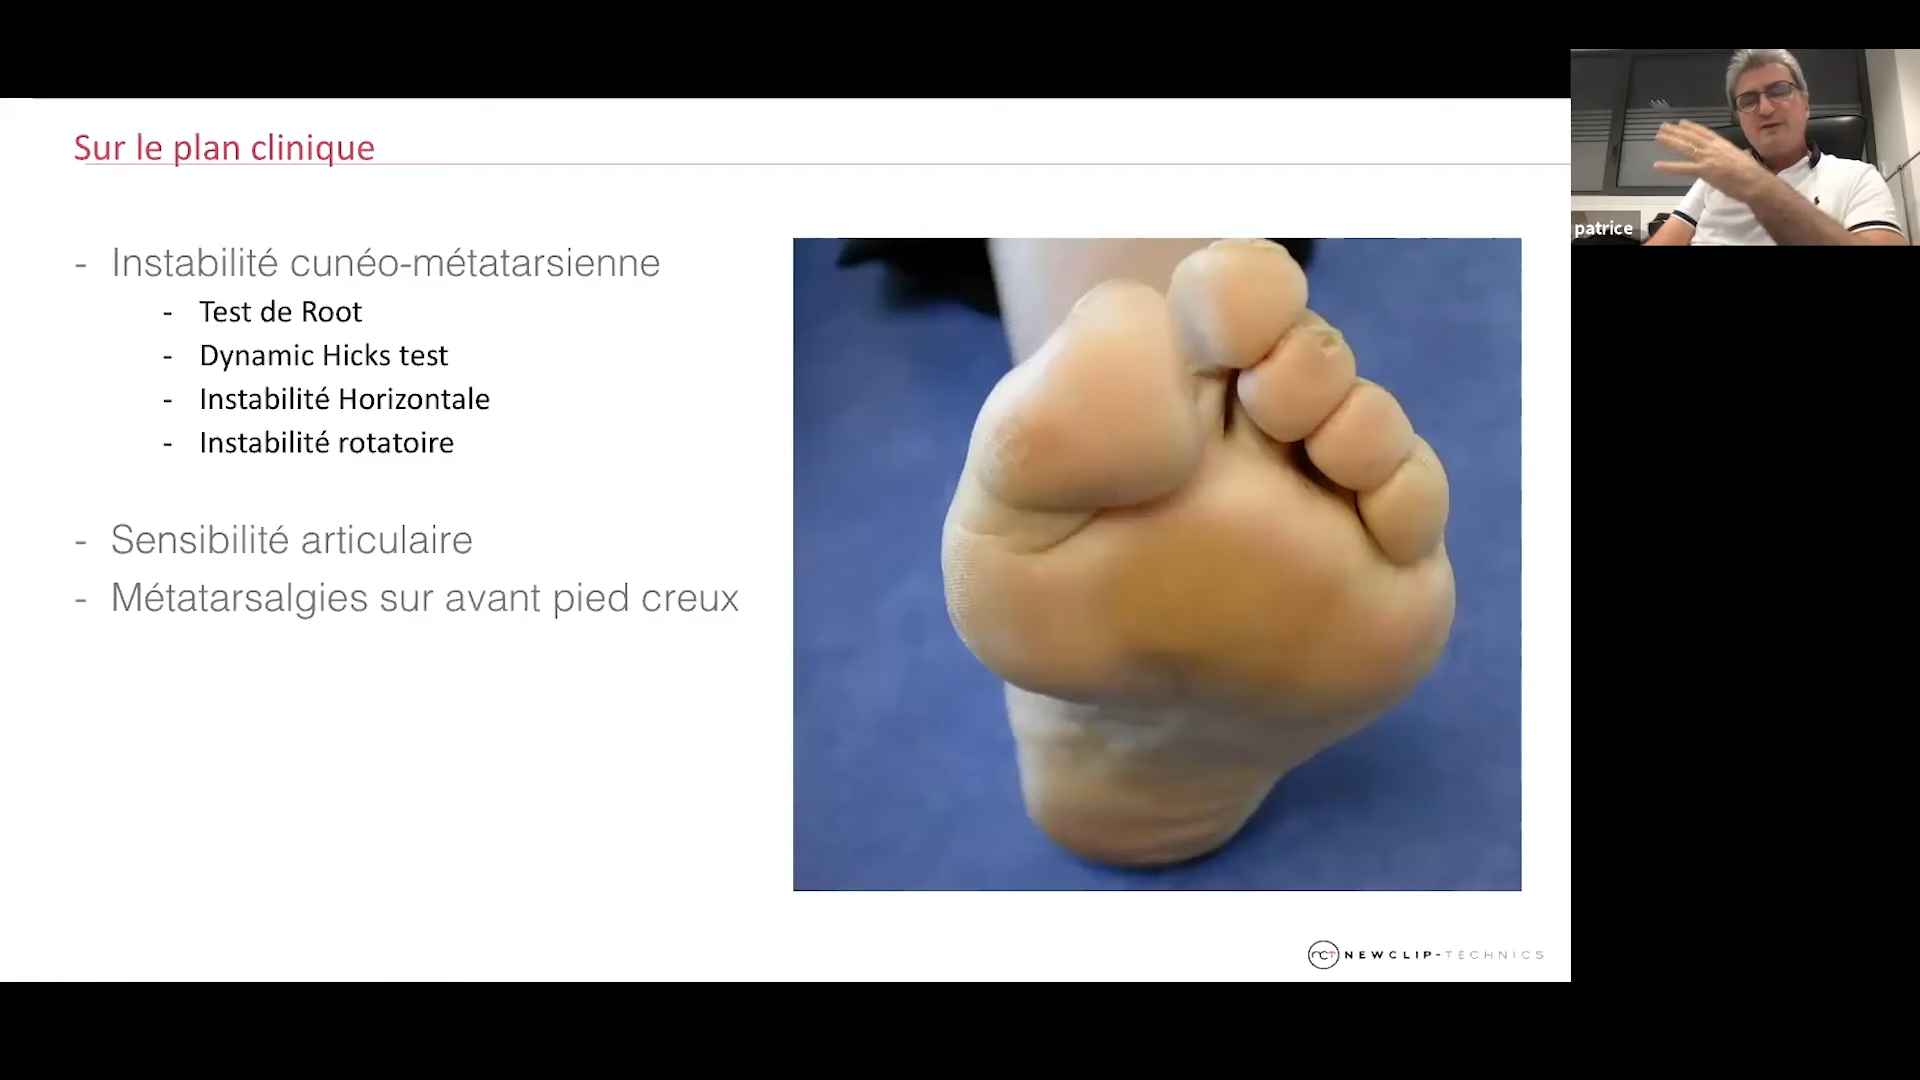 Sur le plan clinique
- Instabilité cunéo-métatarsienne
- Test de Root
- Dynamic Hicks test
- Instabilité Horizontale
- Instabilité rotatoire
- Sensibilité articulaire
- Métatarsalgies sur avant pied creux
patrice
nct NEWCLIP-TECHNICS